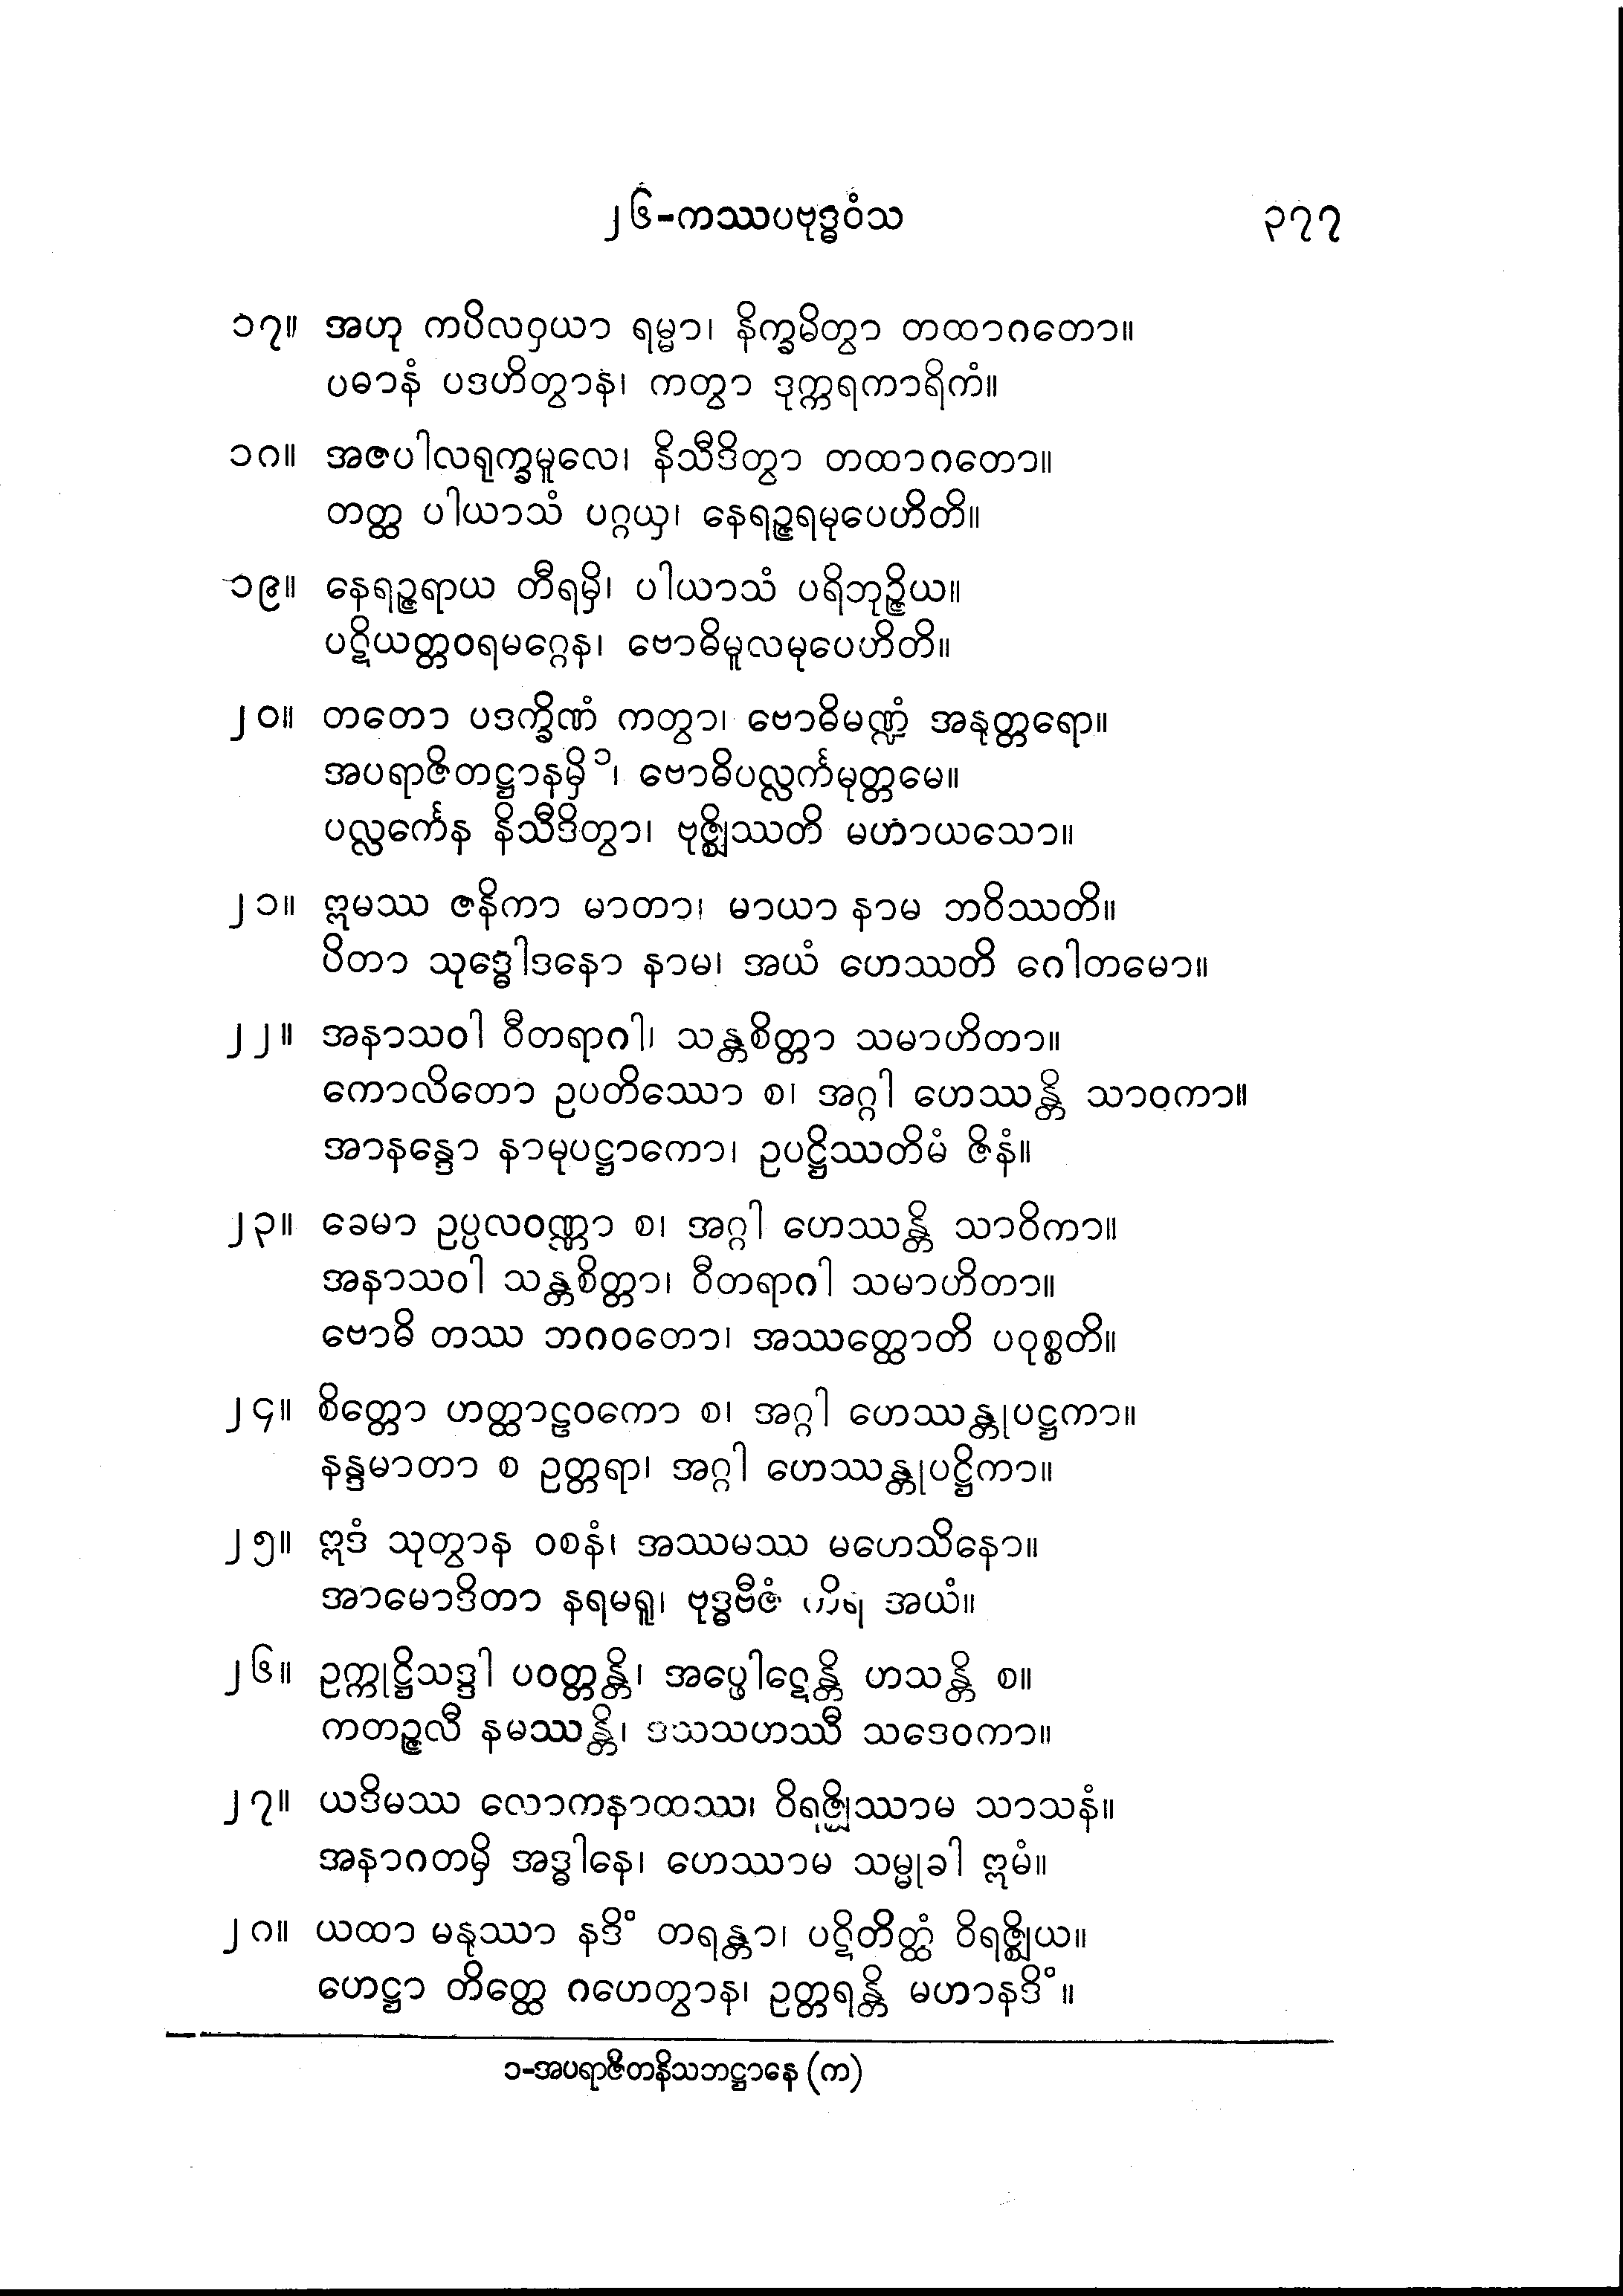 ၂၆-ကဿပဗုဒ္ဓဝံသ ၃၇၇
၁၇။ အဟု ကပိလဝှယာ ရမ္မာ၊ နိက္ခမိတွာ တထာဂတော။
ပဓာနံ ပဒဟိတွာန၊ ကတွာ ဒုက္ကရကာရိကံ။
၁၈။ အဇပါလရုက္ခမူလေ၊ နိသီဒိတွာ တထာဂတော။
တတ္ထ ပါယာသံ ပဂ္ဂယှ၊ နေရဉ္ဇရမုပေဟိတိ။
၁၉။ နေရဉ္ဇရာယ တီရမှိ၊ ပါယာသံ ပရိဘုဉ္ဇိယ။
ပဋိယတ္တဝရမဂ္ဂေန၊ ဗောဓိမူလမုပေဟိတိ။
၂၀။ တတော ပဒက္ခိဏံ ကတွာ၊ ဗောဓိမဏ္ဍံ အနုတ္တရော။
အပရာဇိတဋ္ဌာနမှိ ၁၊ ဗောဓိပလ္လင်္ကမုတ္တမေ။
ပလ္လင်္ကေန နိသီဒိတွာ၊ ဗုဇ္ဈိဿတိ မဟာယသော။
၂၁။ ဣမဿ ဇနိကာ မာတာ၊ မာယာ နာမ ဘဝိဿတိ။
ပိတာ သုဒ္ဓေါဒနော နာမ၊ အယံ ဟေဿတိ ဂေါတမော။
၂၂။ အနာသဝါ ဝီတရာဂါ၊ သန္တစိတ္တာ သမာဟိတာ။
ကောလိတော ဥပတိဿော စ၊ အဂ္ဂါ ဟေဿန္တိ သာဝကာ။
အာနန္ဒော နာမုပဋ္ဌာကော၊ ဥပဋ္ဌိဿတိမံ ဇိနံ။
၂၃။ ခေမာ ဥပ္ပလဝဏ္ဏာ စ၊ အဂ္ဂါ ဟေဿန္တိ သာဝိကာ။
အနာသဝါ သန္တစိတ္တာ၊ ဝီတရာဂါ သမာဟိတာ။
ဗောဓိ တဿ ဘဂဝတော၊ အဿတ္ထောတိ ပဝုစ္စတိ။
၂၄။ စိတ္တော ဟတ္ထာဠဝကော စ၊ အဂ္ဂါ ဟေဿန္တုပဋ္ဌကာ။
နန္ဒမာတာ စ ဥတ္တရာ၊ အဂ္ဂါ ဟေဿန္တုပဋ္ဌိကာ။
၂၅။ ဣဒံ သုတွာန ဝစနံ၊ အဿမဿ မဟေသိနော။
အာမောဒိတာ နရမရူ၊ ဗုဒ္ဓဗီဇံ ကိရ အယံ။
၂၆။ ဥက္ကုဋ္ဌိသဒ္ဒါ ပဝတ္တန္တိ၊ အပ္ဖေါဋေန္တိ ဟသန္တိ စ။
ကတဉ္ဇလီ နမဿန္တိ၊ ဒသသဟဿီ သဒေဝကာ။
၂၇။ ယဒိမဿ လောကနာထဿ၊ ဝိရဇ္ဈိဿာမ သာသနံ။
အနာဂတမှိ အဒ္ဓါနေ၊ ဟေဿာမ သမ္မုခါ ဣမံ။
၂၈။ ယထာ မနုဿာ နဒိံ တရန္တာ၊ ပဋိတိတ္ထံ ဝိရဇ္ဈိယ။
ဟေဋ္ဌာ တိတ္ထေ ဂဟေတွာန၊ ဥတ္တရန္တိ မဟာနဒိံ။
၁-အပရာဇိတနိသဘဋ္ဌာနေ (က)